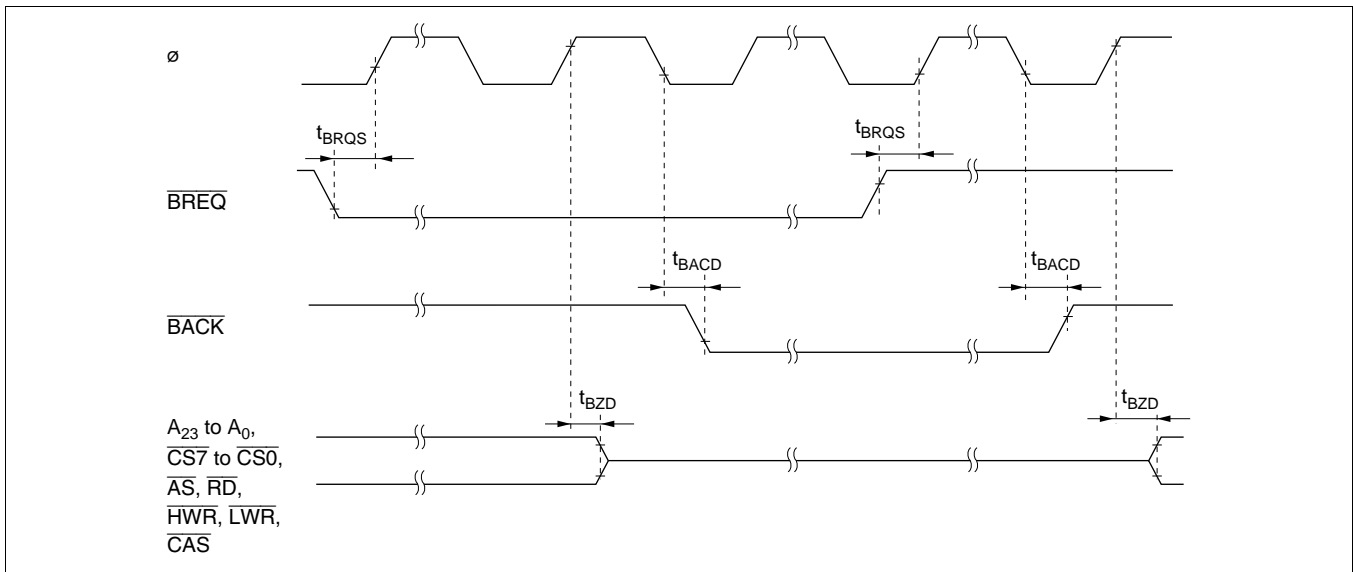 ø
tBRQS
tBRQS
BREQ
tBACD
tBACD
BACK
tBZD
tBZD
A23 to A0,
CS7 to CS0,
AS, RD,
HWR, LWR,
CAS